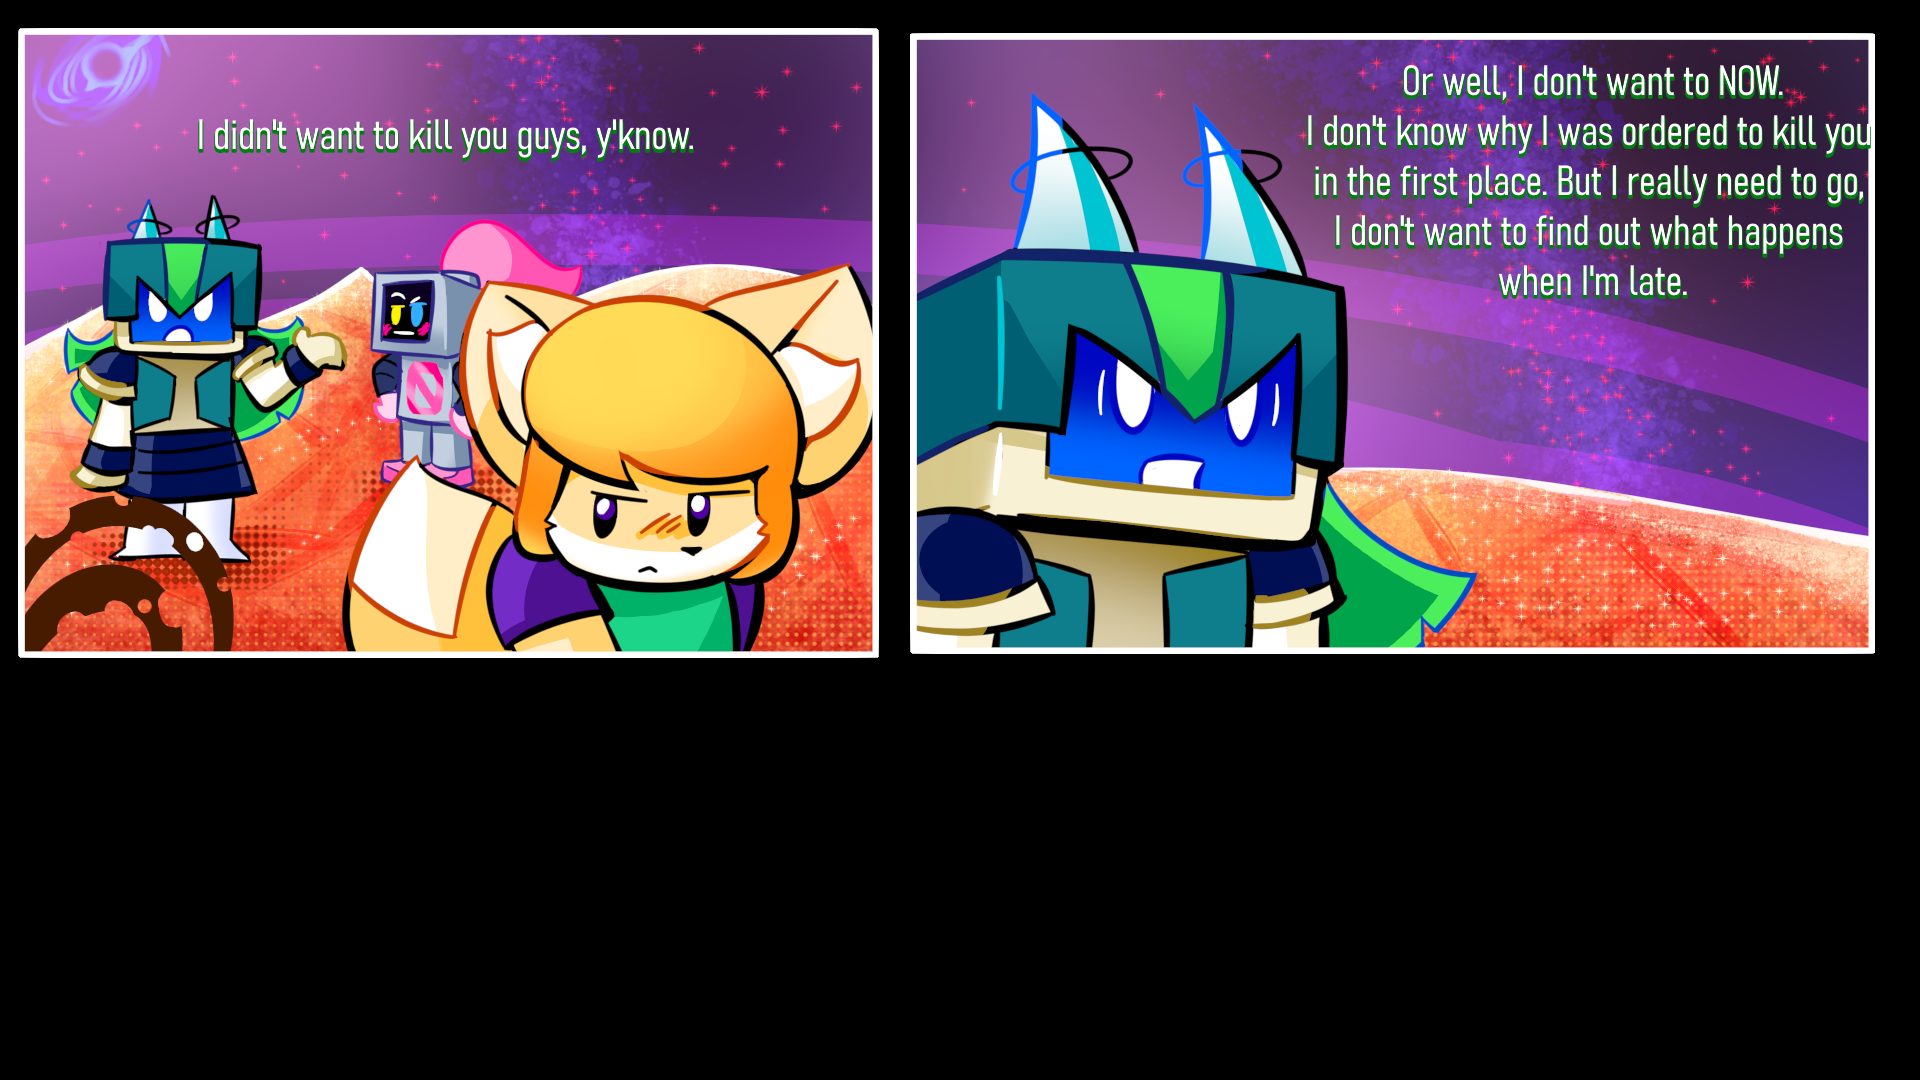 I didn't want to kill you guys, y'know.
Or well, I don't want to NOW.
I don't know why I was ordered to kill you
in the first place. But I really need to go,
I don't want to find out what happens
when I'm late.